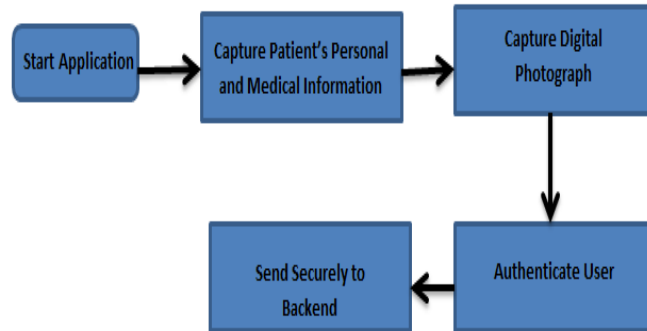 Start Application
Capture Patient's Personal
and Medical Information
Capture Digital
Photograph
Authenticate User
Send Securely to
Backend